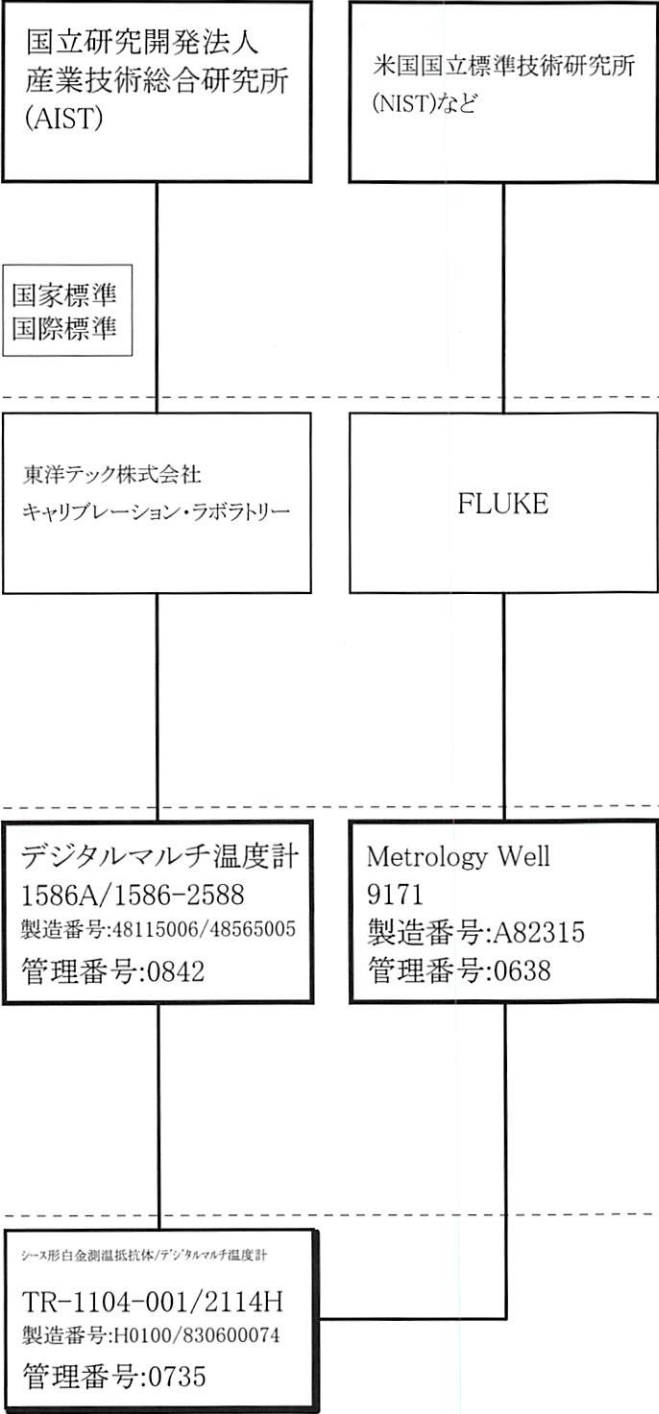 国立研究開発法人
産業技術総合研究所
(AIST)
米国国立標準技術研究所
(NIST)など
国家標準
国際標準
東洋テック株式会社
キャリブレーション・ラボラトリー
FLUKE
デジタルマルチ温度計
1586A/1586-2588
製造番号:48115006/48565005
管理番号:0842
Metrology Well
9171
製造番号:A82315
管理番号:0638
シース形白金測温抵抗体/デジタルマルチ温度計
TR-1104-001/2114H
製造番号:H0100/830600074
管理番号:0735